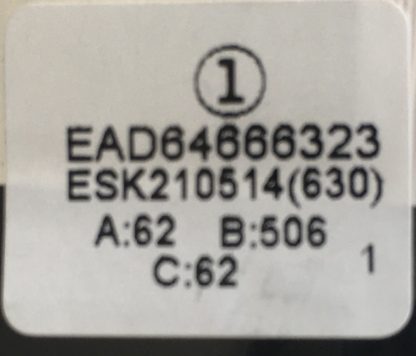 ①
EAD64666323
ESK210514(630)
A:62 B:506
C:62 1